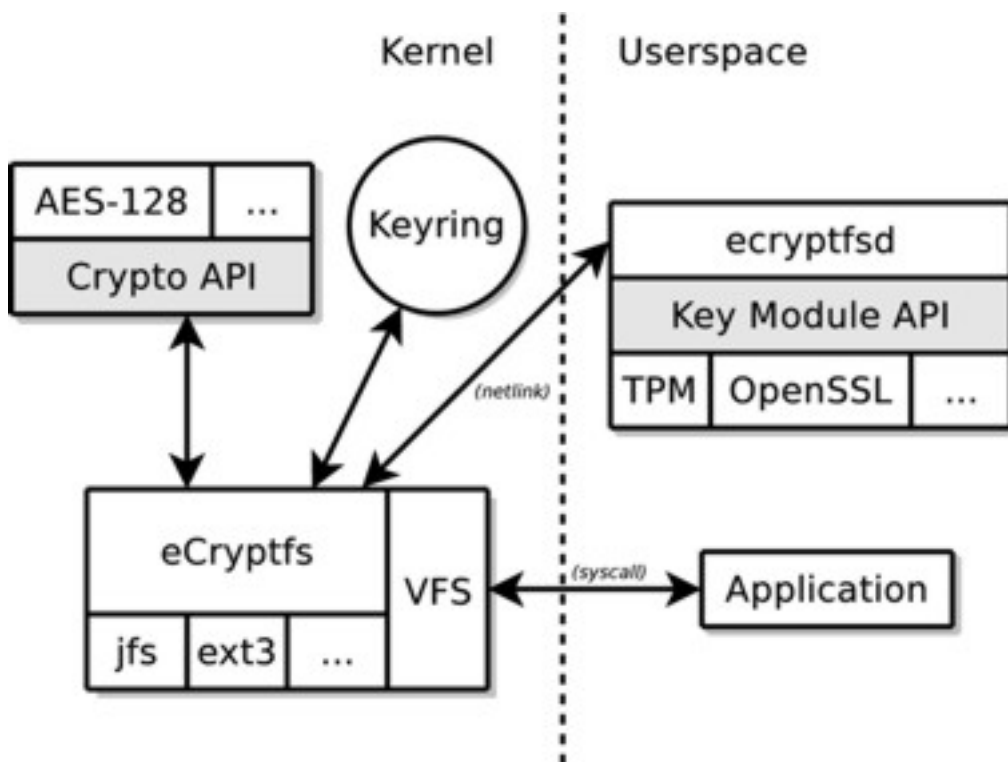 Kernel
Userspace
AES-128
...
Crypto API
Keyring
ecryptfsd
Key Module API
TPM
OpenSSL
...
(netlink)
eCryptfs
VFS
jfs
ext3
...
(syscall)
Application